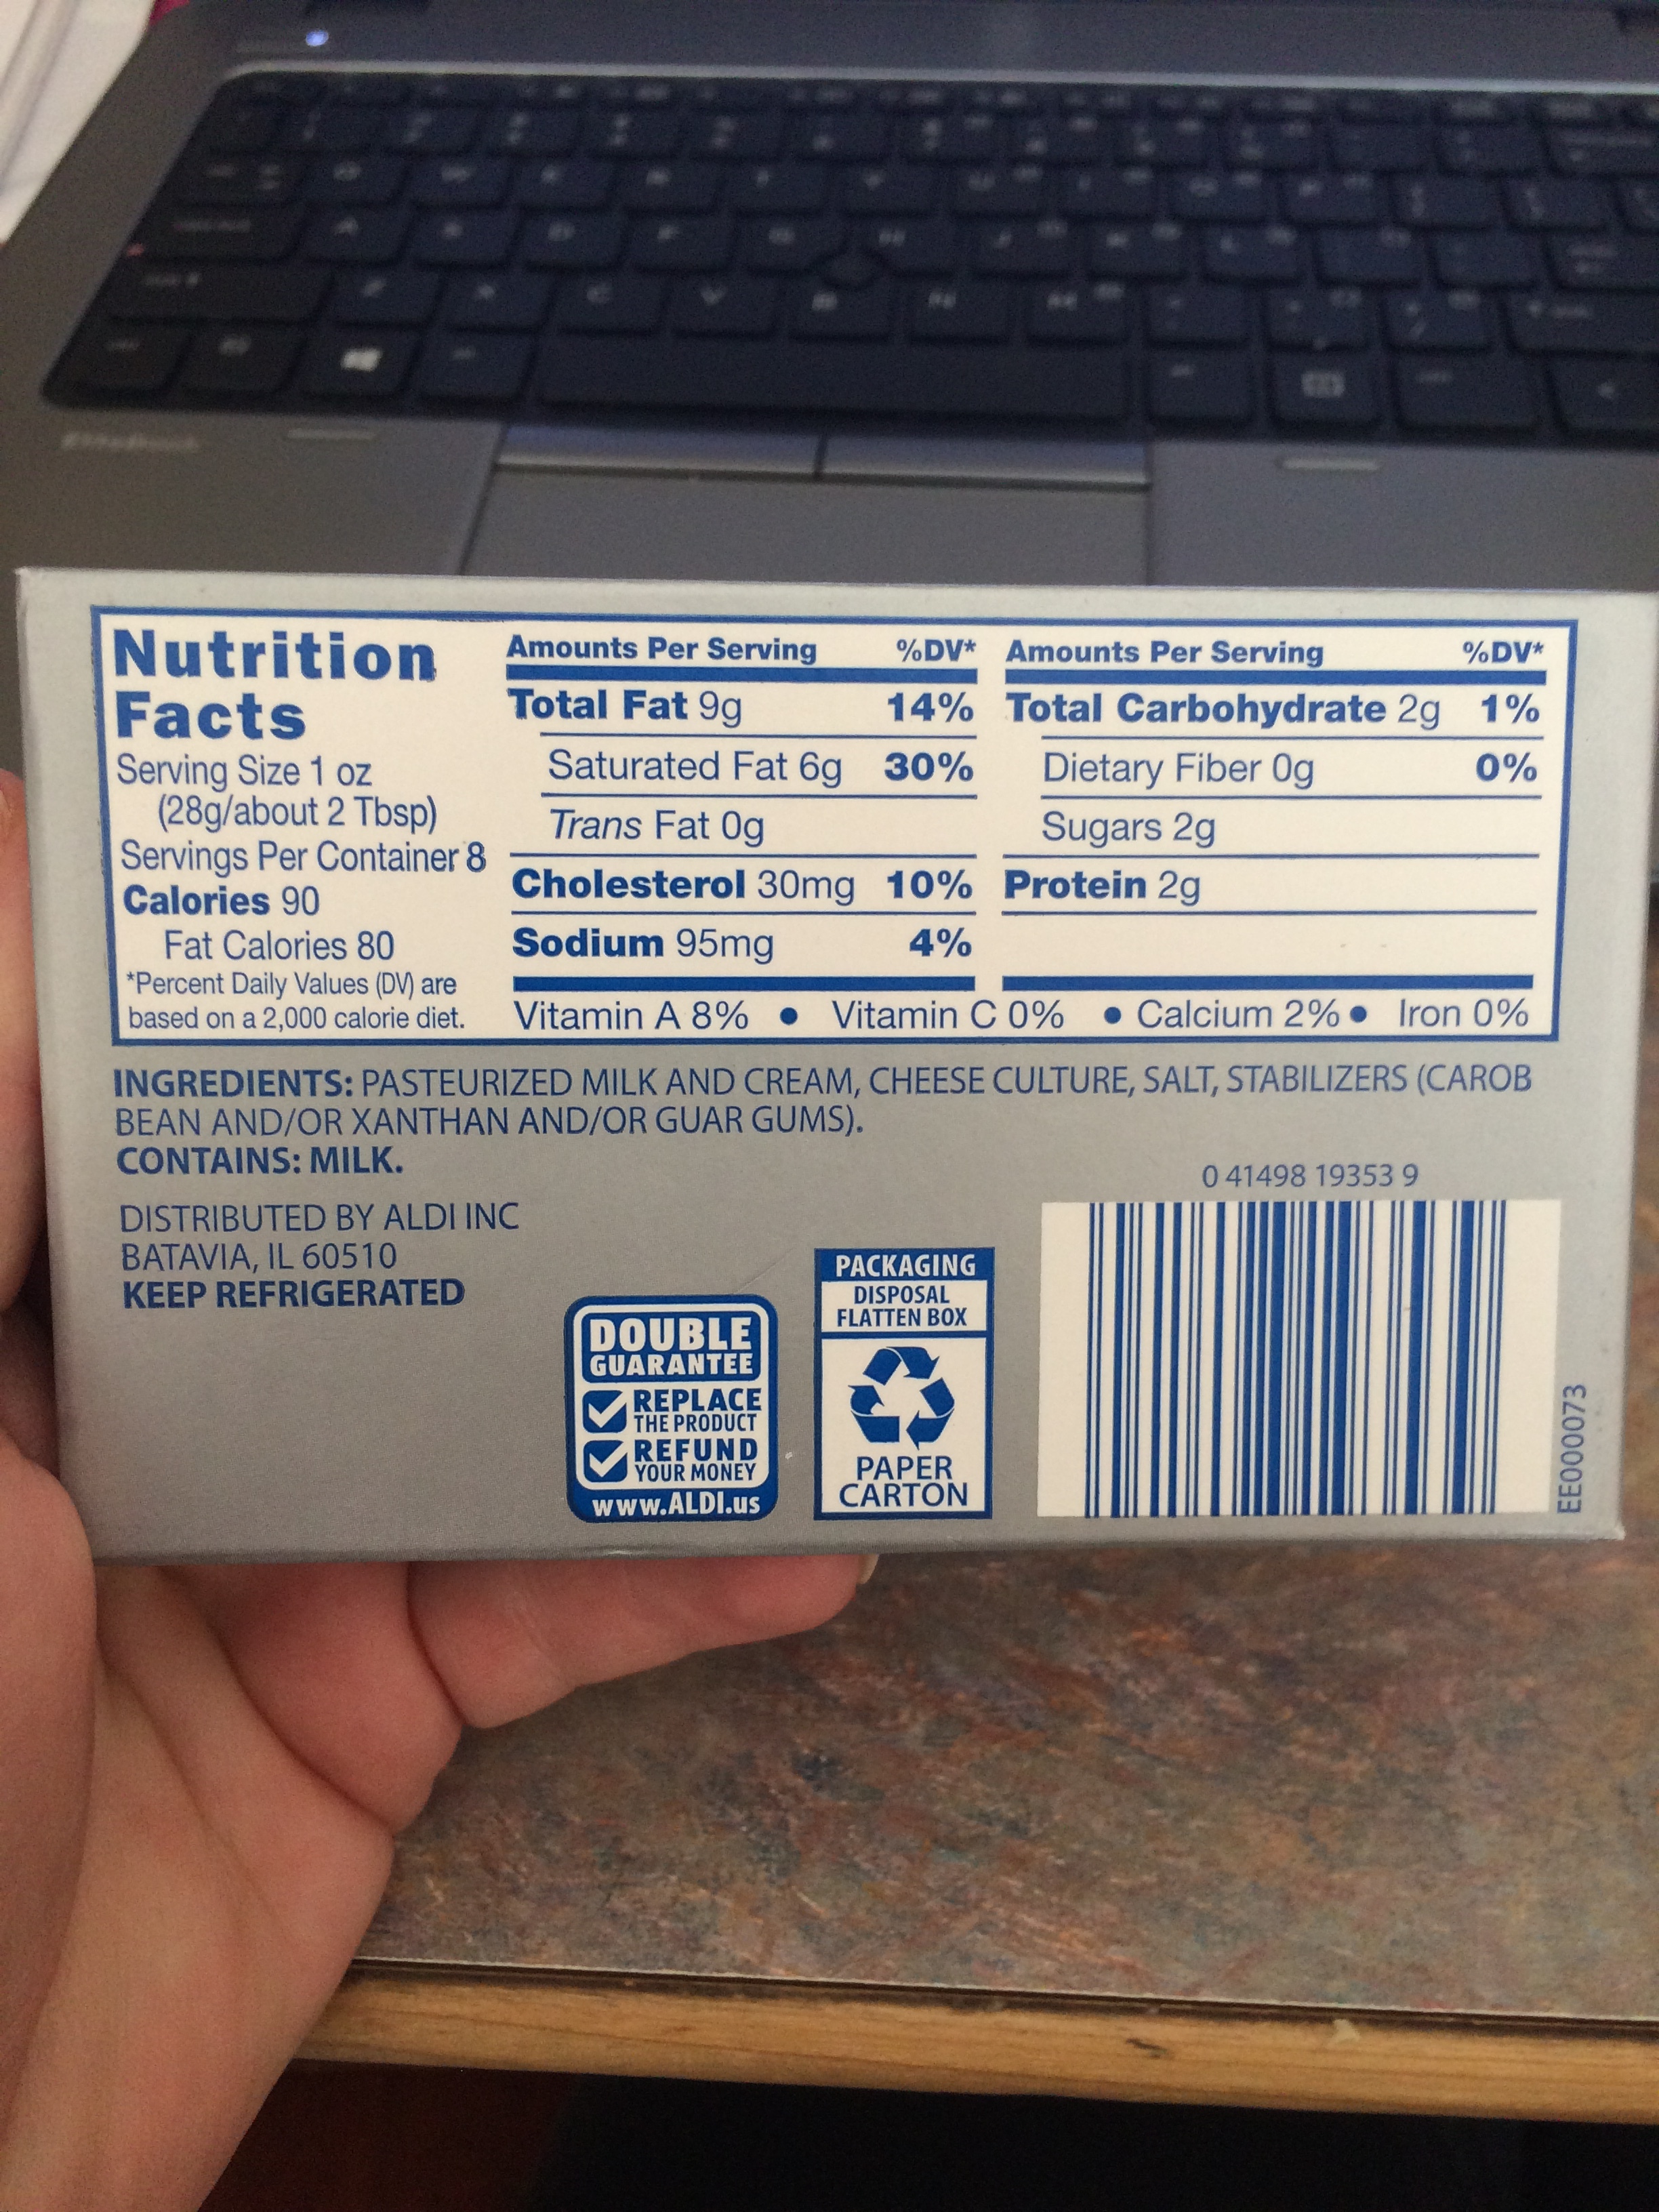 Nutrition
Facts
Serving Size 1 oz
(28g/about 2 Tbsp)
Servings Per Container 8
Calories 90
Fat Calories 80
*Percent Daily Values (DV) are
based on a 2,000 calorie diet.
Amounts Per Serving %DV*
Total Fat 9g 14%
Saturated Fat 6g 30%
Trans Fat 0g
Cholesterol 30mg 10%
Sodium 95mg 4%
Amounts Per Serving %DV*
Total Carbohydrate 2g 1%
Dietary Fiber 0g 0%
Sugars 2g
Protein 2g
Vitamin A 8% • Vitamin C 0% • Calcium 2% • Iron 0%
INGREDIENTS: PASTEURIZED MILK AND CREAM, CHEESE CULTURE, SALT, STABILIZERS (CAROB
BEAN AND/OR XANTHAN AND/OR GUAR GUMS).
CONTAINS: MILK.
DISTRIBUTED BY ALDI INC
BATAVIA, IL 60510
KEEP REFRIGERATED
DOUBLE
GUARANTEE
REPLACE
THE PRODUCT
REFUND
YOUR MONEY
www.ALDI.us
PACKAGING
DISPOSAL
FLATTEN BOX
PAPER
CARTON
0 41498 19353 9
EE000073